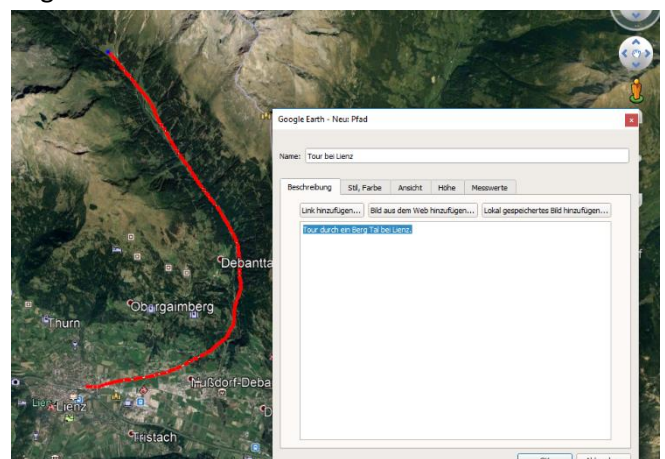 Google Earth - Neu: Pfad
Name: Tour bei Lienz
Beschreibung Stil, Farbe Ansicht Höhe Messwerte
Link hinzufügen... Bild aus dem Web hinzufügen... Lokal gespeichertes Bild hinzufügen...
Tour durch ein Berg Tal bei Lienz.
Debantta
Obergaimberg
Thurn
Nußdorf-Deba
Lienz
Tristach